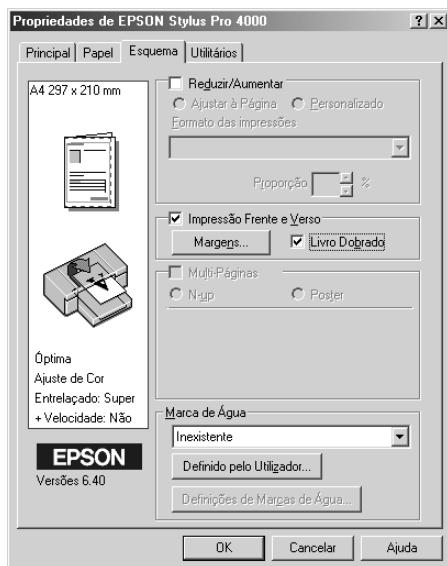 Propriedades de EPSON Stylus Pro 4000
Principal
Papel
Esquema
Utilitários
A4 297 x 210 mm
Óptima
Ajuste de Cor
Entrelaçado: Super
+ Velocidade: Não
EPSON
Versões 6.40
Reduzir/Aumentar
Ajustar à Página
Personalizado
Formato das impressões
Proporção
%
Impressão Frente e Verso
Margens...
Livro Dobrado
Multi-Páginas
N-up
Poster
Marca de Água
Inexistente
Definido pelo Utilizador...
Definições de Marcas de Água...
OK
Cancelar
Ajuda